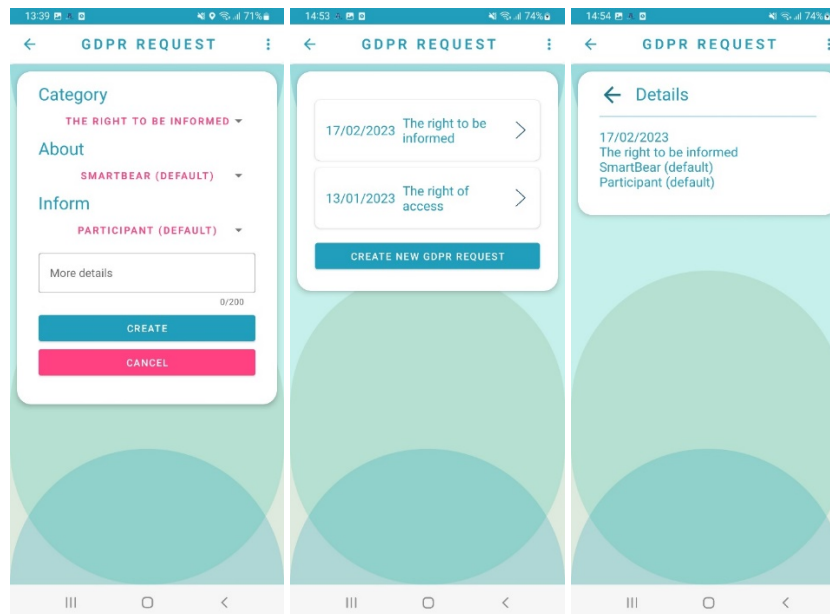 13:39
71%
GDPR REQUEST
Category
THE RIGHT TO BE INFORMED
About
SMARTBEAR (DEFAULT)
Inform
PARTICIPANT (DEFAULT)
More details
0/200
CREATE
CANCEL
14:53
74%
GDPR REQUEST
17/02/2023
The right to be
informed
13/01/2023
The right of
access
CREATE NEW GDPR REQUEST
14:54
74%
GDPR REQUEST
Details
17/02/2023
The right to be informed
SmartBear (default)
Participant (default)